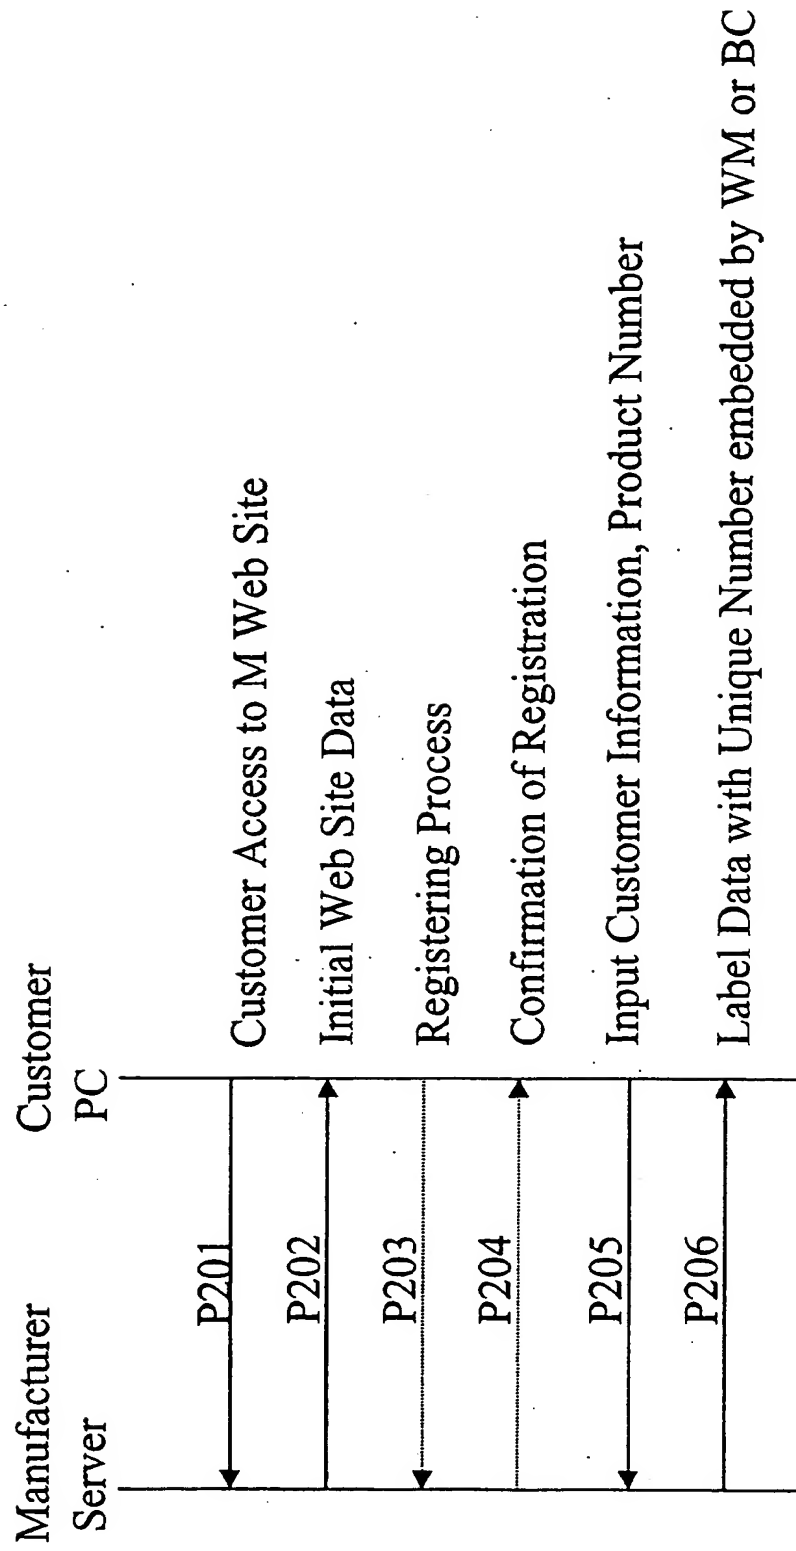 Manufacturer Customer
Server PC
P201 Customer Access to M Web Site
P202 Initial Web Site Data
P203 Registering Process
P204 Confirmation of Registration
P205 Input Customer Information, Product Number
P206 Label Data with Unique Number embedded by WM or BC